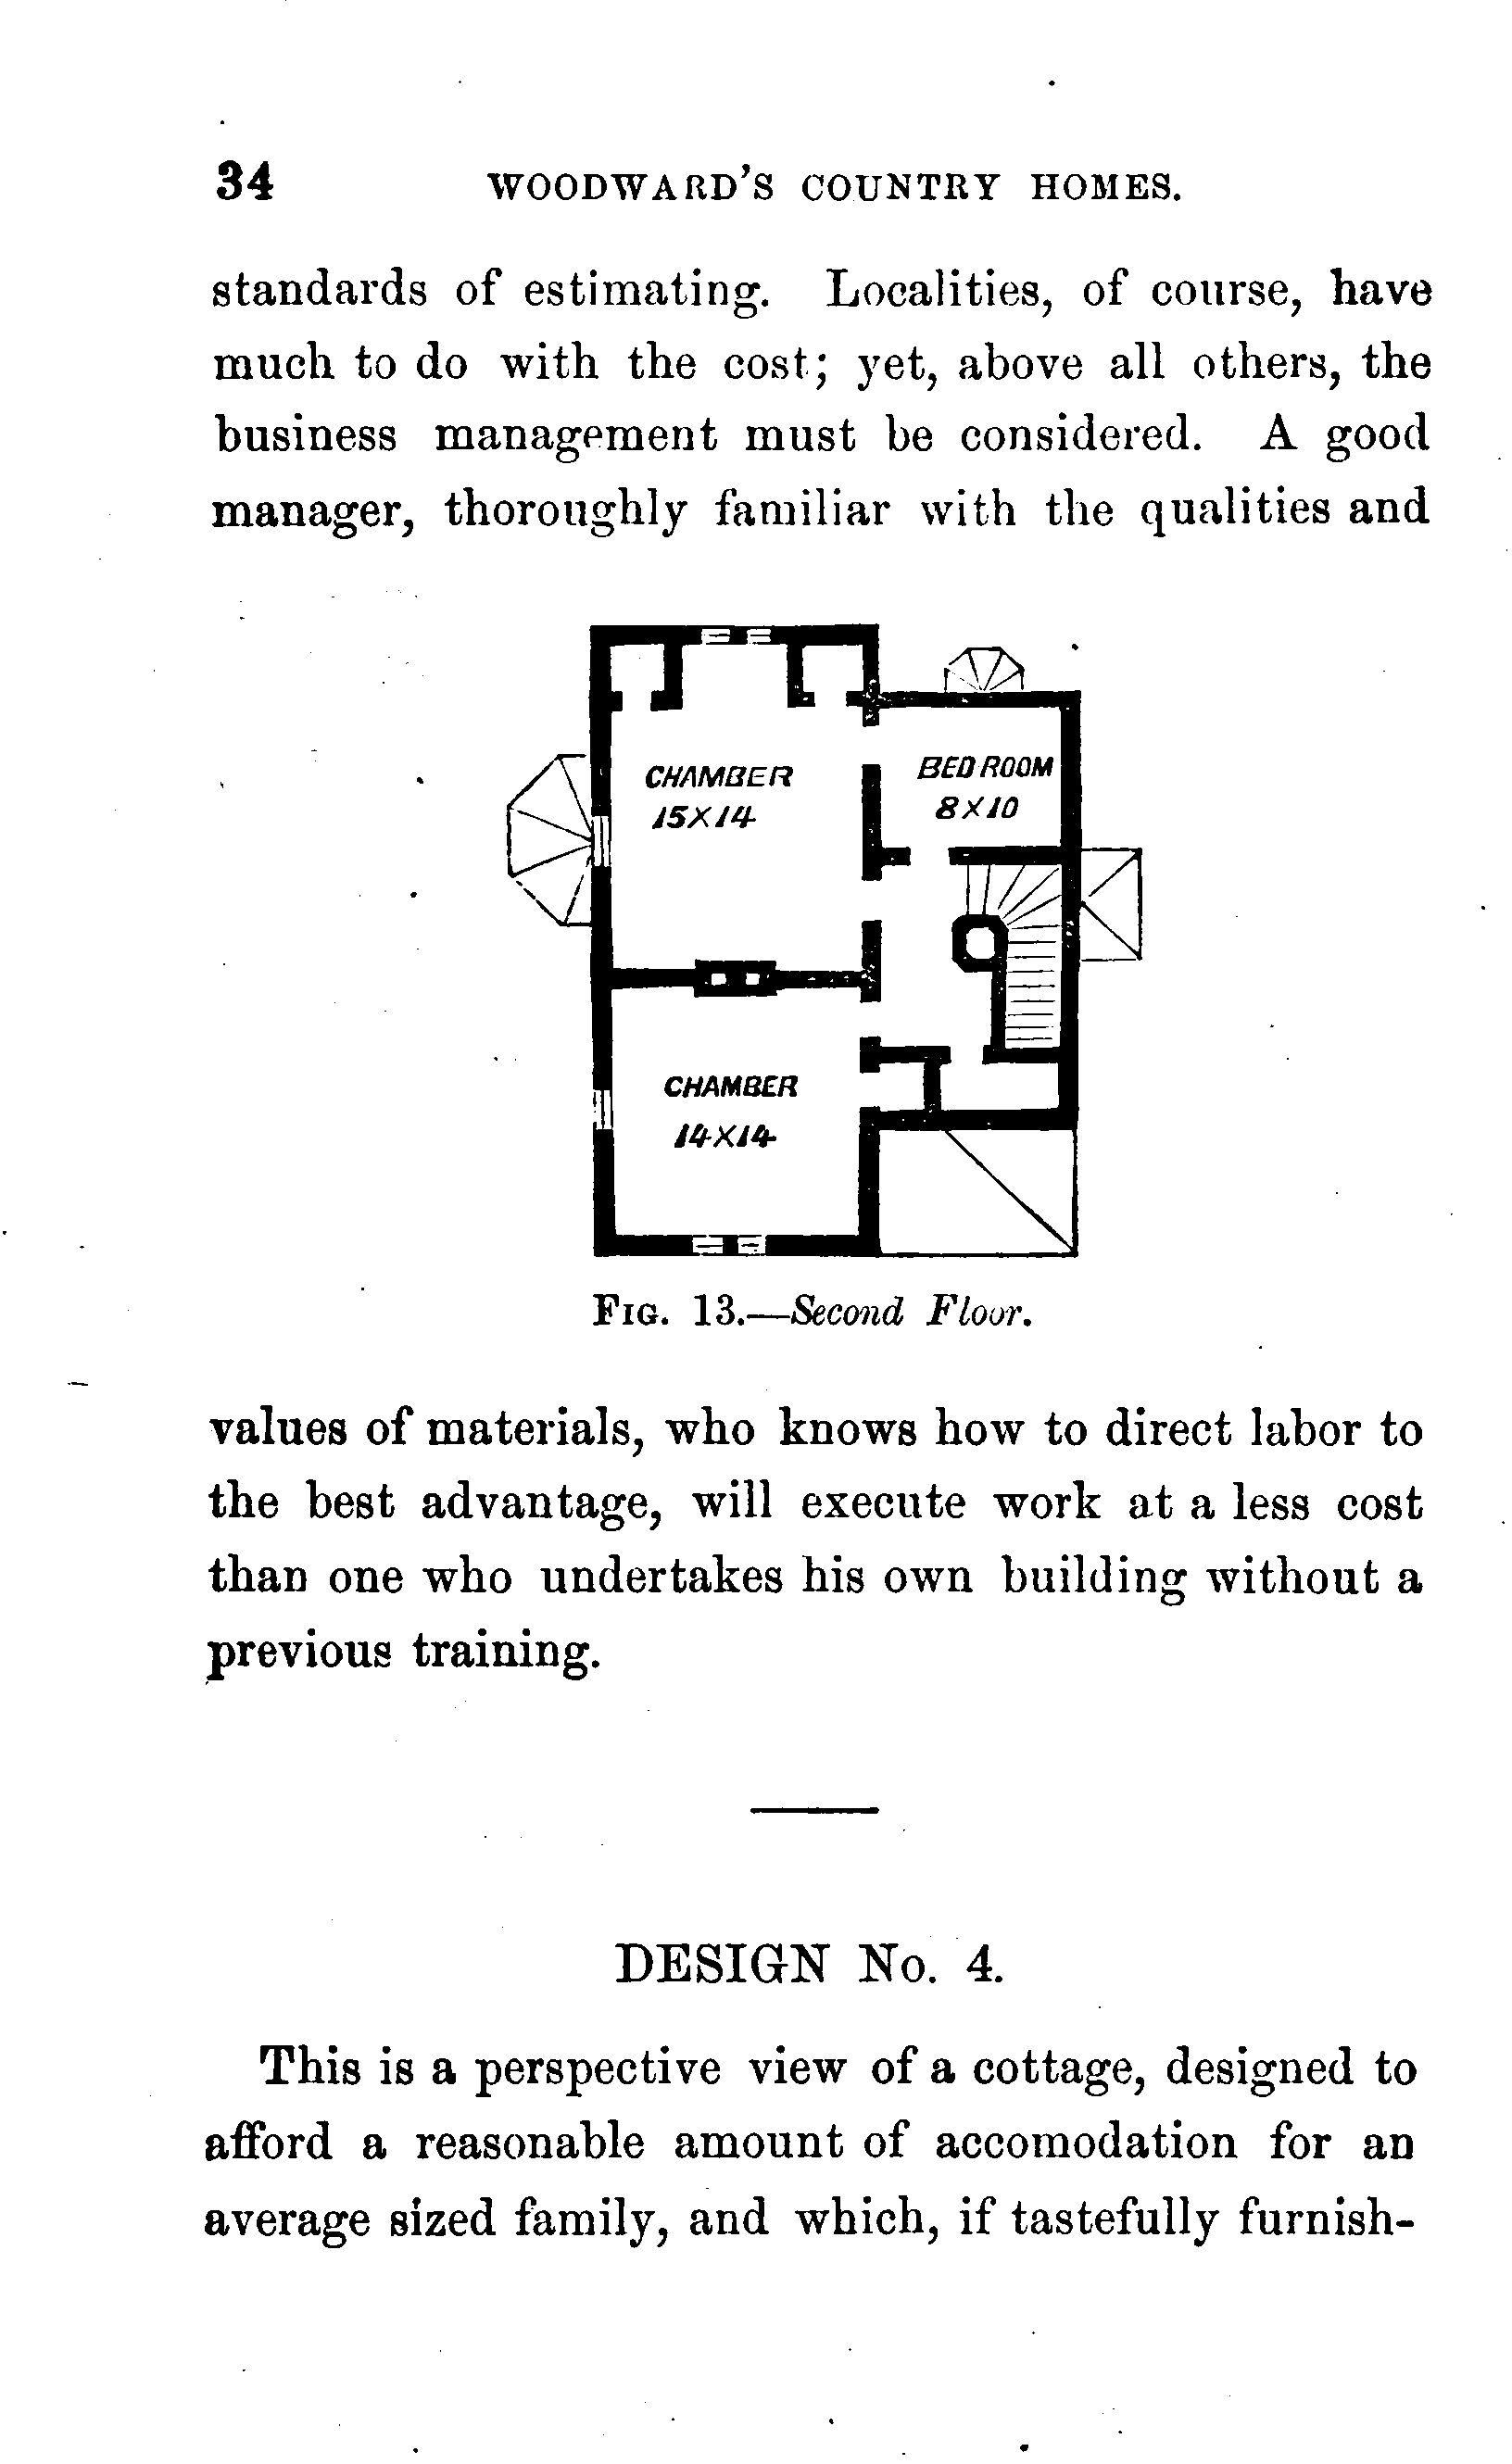 34 WOODWARD'S COUNTRY HOMES.
standards of estimating. Localities, of course, have
much to do with the cost; yet, above all others, the
business management must be considered. A good
manager, thoroughly familiar with the qualities and
CHAMBER
15X14
BED ROOM
8X10
CHAMBER
14X14
FIG. 13.—Second Floor.
values of materials, who knows how to direct labor to
the best advantage, will execute work at a less cost
than one who undertakes his own building without a
previous training.
DESIGN No. 4.
This is a perspective view of a cottage, designed to
afford a reasonable amount of accomodation for an
average sized family, and which, if tastefully furnish-